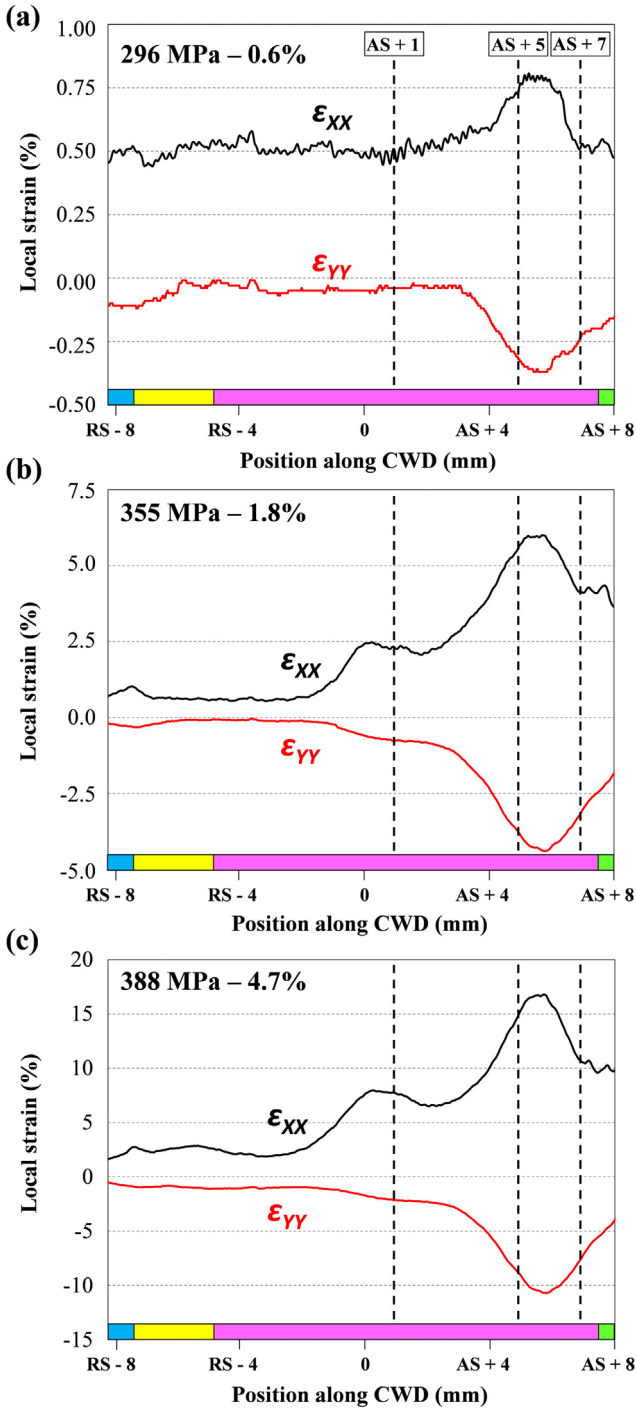 (a)
1.00
296 MPa – 0.6%
AS + 1
AS + 5
AS + 7
0.75
εXX
0.50
Local strain (%)
0.25
εYY
0.00
-0.25
-0.50
RS - 8
RS - 4
0
AS + 4
AS + 8
Position along CWD (mm)
(b)
7.5
355 MPa – 1.8%
5.0
Local strain (%)
2.5
εXX
0.0
εYY
-2.5
-5.0
RS - 8
RS - 4
0
AS + 4
AS + 8
Position along CWD (mm)
(c)
20
388 MPa – 4.7%
15
10
Local strain (%)
5
εXX
0
εYY
-5
-10
-15
RS - 8
RS - 4
0
AS + 4
AS + 8
Position along CWD (mm)